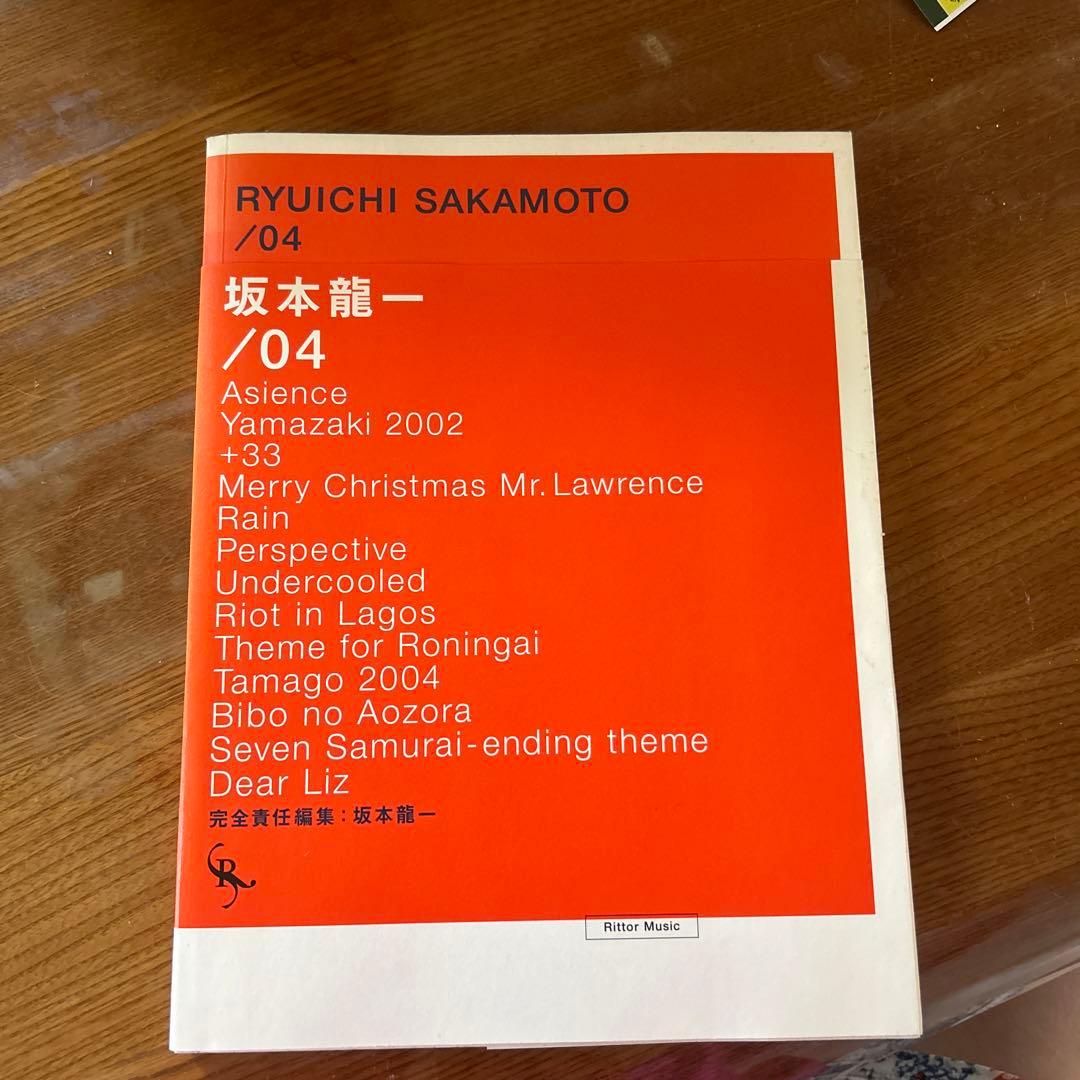 RYUICHI SAKAMOTO
/04
坂本龍一
/04
Asience
Yamazaki 2002
+33
Merry Christmas Mr. Lawrence
Rain
Perspective
Undercooled
Riot in Lagos
Theme for Roningai
Tamago 2004
Bibo no Aozora
Seven Samurai-ending theme
Dear Liz
完全責任編集：坂本龍一
Rittor Music